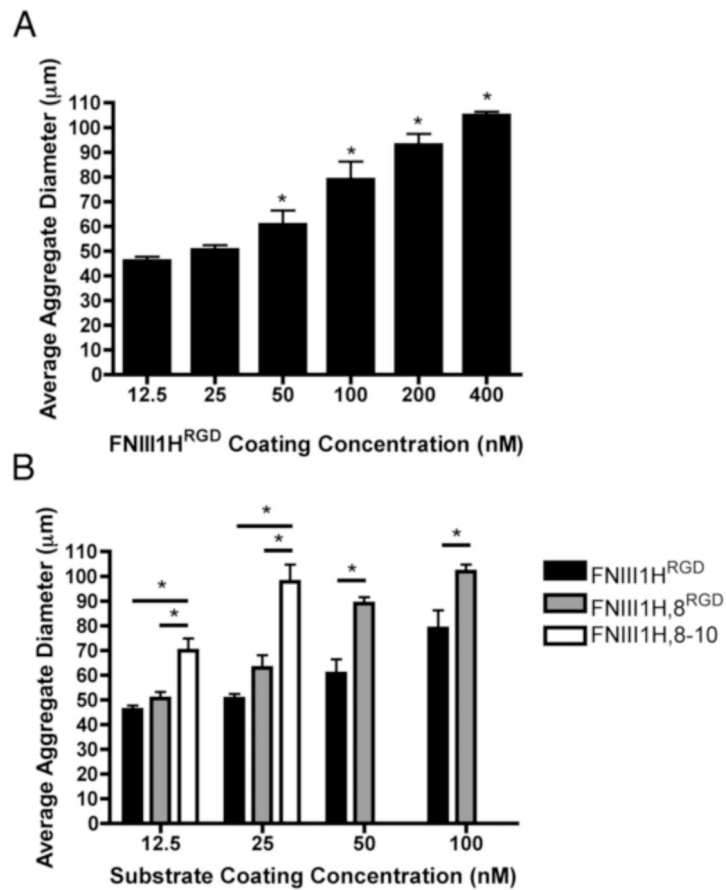 A
Average Aggregate Diameter (μm)
110
100
90
80
70
60
50
40
30
20
10
0
* * * *
12.5 25 50 100 200 400
FNIII1H^RGD Coating Concentration (nM)
B
Average Aggregate Diameter (μm)
110
100
90
80
70
60
50
40
30
20
10
0
* * * * * *
12.5 25 50 100
Substrate Coating Concentration (nM)
FNIII1H^RGD
FNIII1H,8^RGD
FNIII1H,8-10